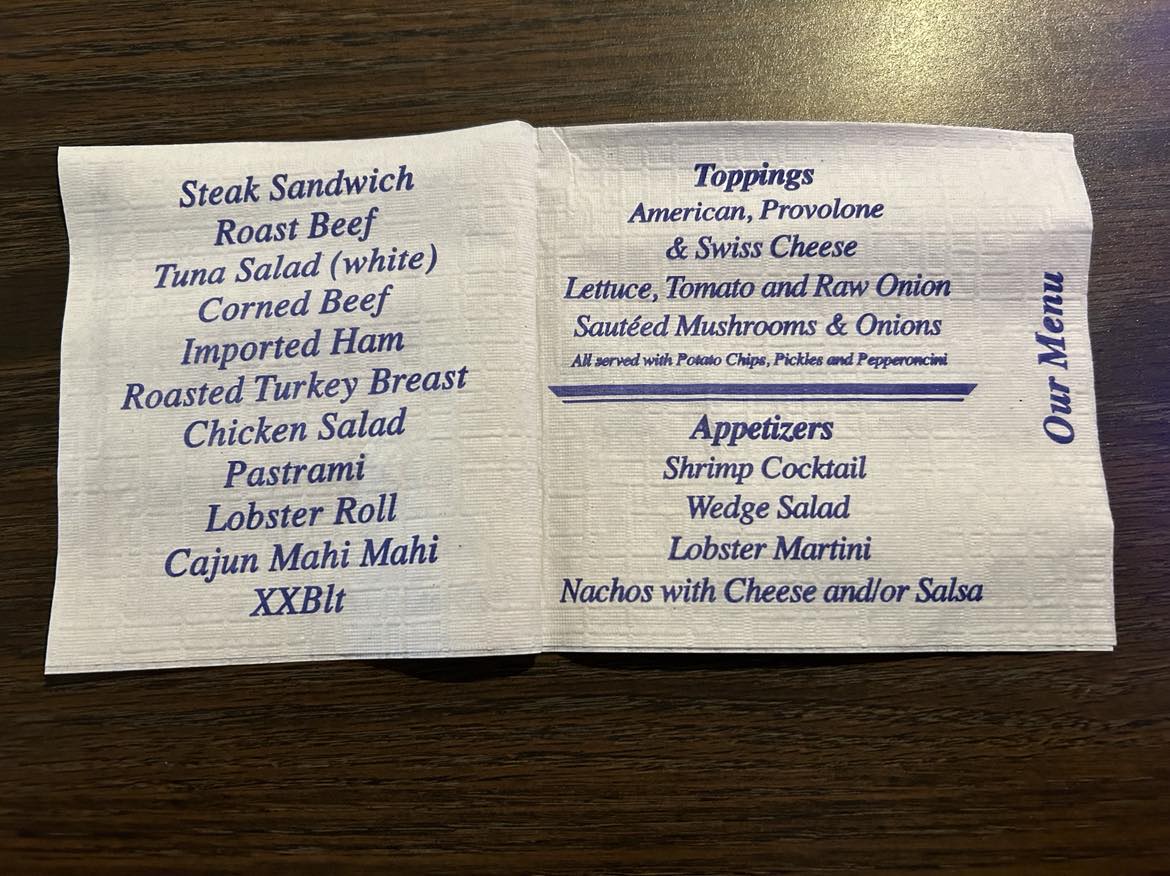 Steak Sandwich
Roast Beef
Tuna Salad (white)
Corned Beef
Imported Ham
Roasted Turkey Breast
Chicken Salad
Pastrami
Lobster Roll
Cajun Mahi Mahi
XXBlt
Toppings
American, Provolone
& Swiss Cheese
Lettuce, Tomato and Raw Onion
Sautéed Mushrooms & Onions
All served with Potato Chips, Pickles and Pepperoncini
Appetizers
Shrimp Cocktail
Wedge Salad
Lobster Martini
Nachos with Cheese and/or Salsa
Our Menu